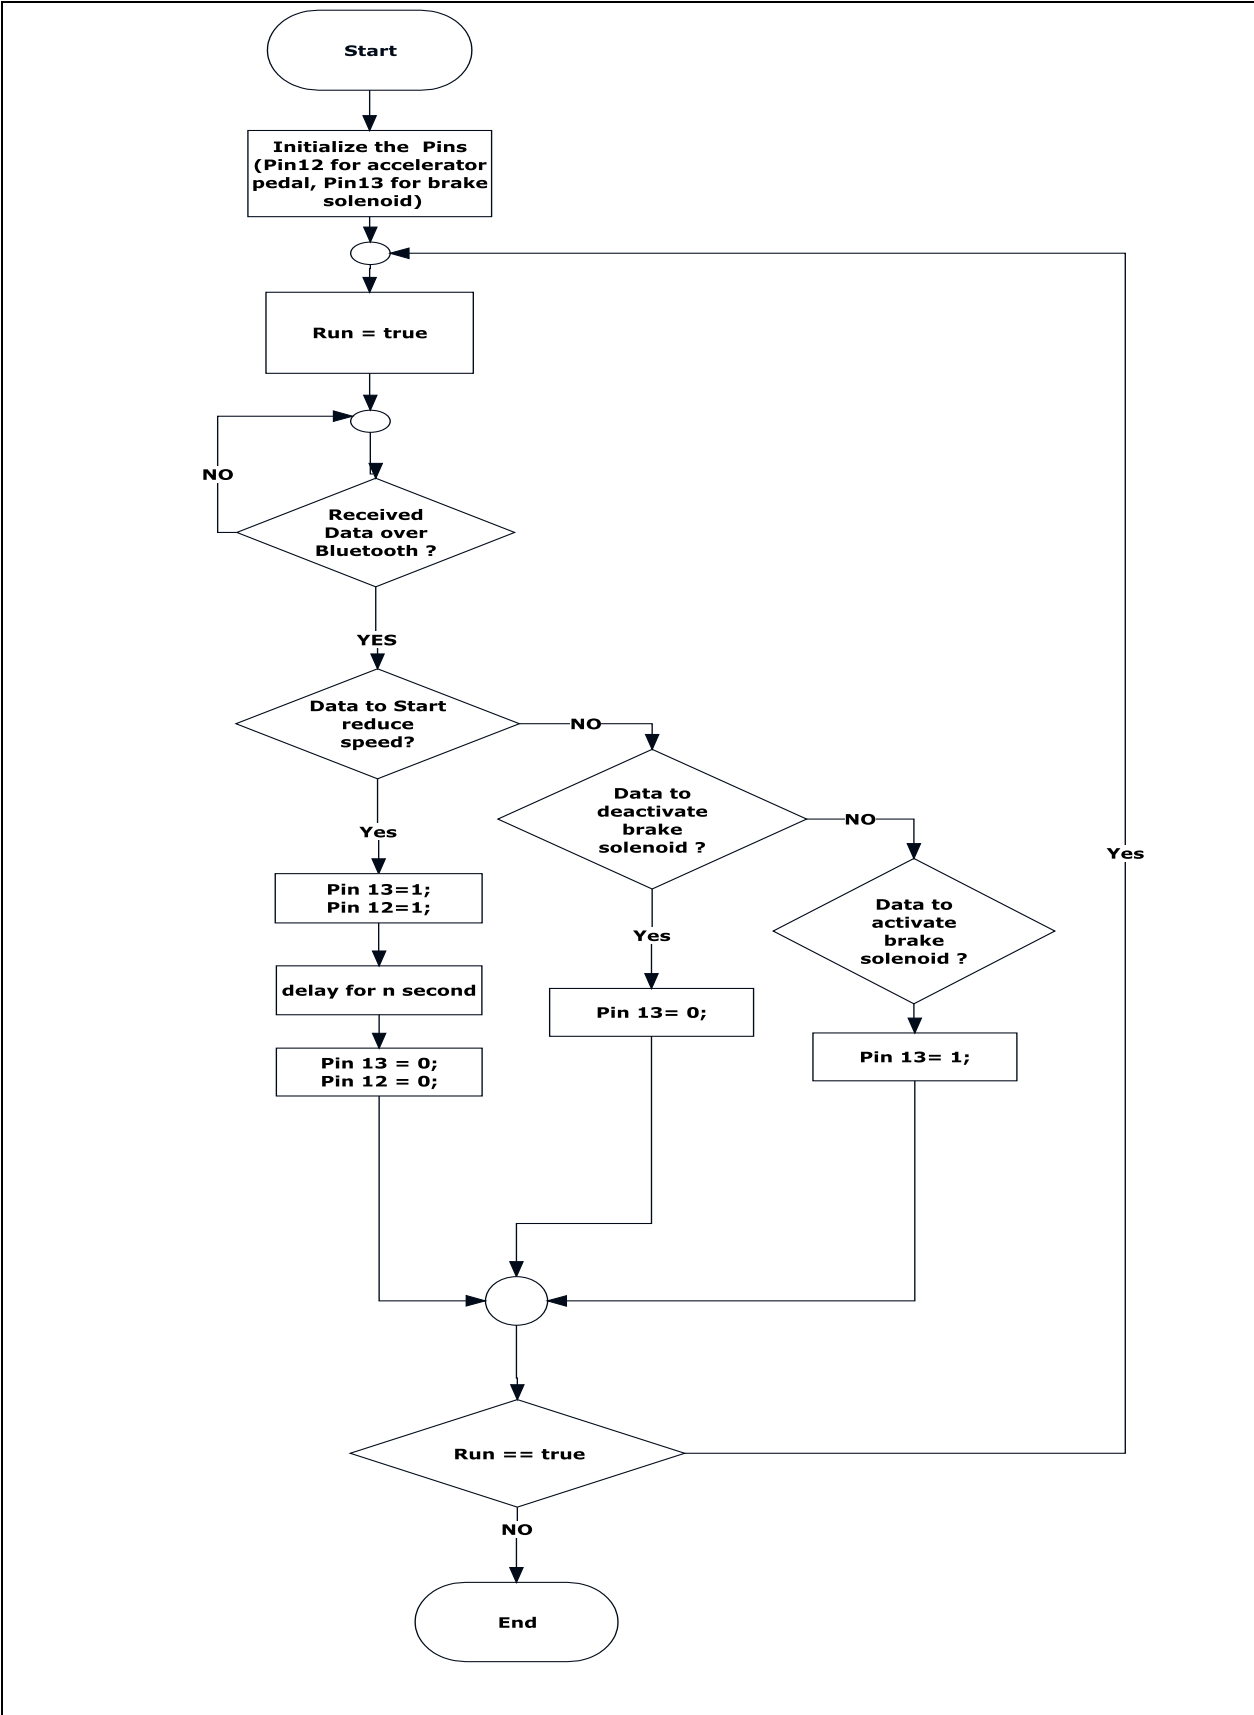 Start
Initialize the  Pins
(Pin12 for accelerator
pedal, Pin13 for brake
solenoid)
Run = true
NO
Received
Data over
Bluetooth ?
YES
Data to Start
reduce
speed?
NO
Data to
deactivate
brake
solenoid ?
NO
Yes
Yes
Data to
activate
brake
solenoid ?
Pin 13=1;
Pin 12=1;
Yes
delay for n second
Pin 13= 0;
Pin 13 = 0;
Pin 12 = 0;
Pin 13= 1;
Run == true
NO
End